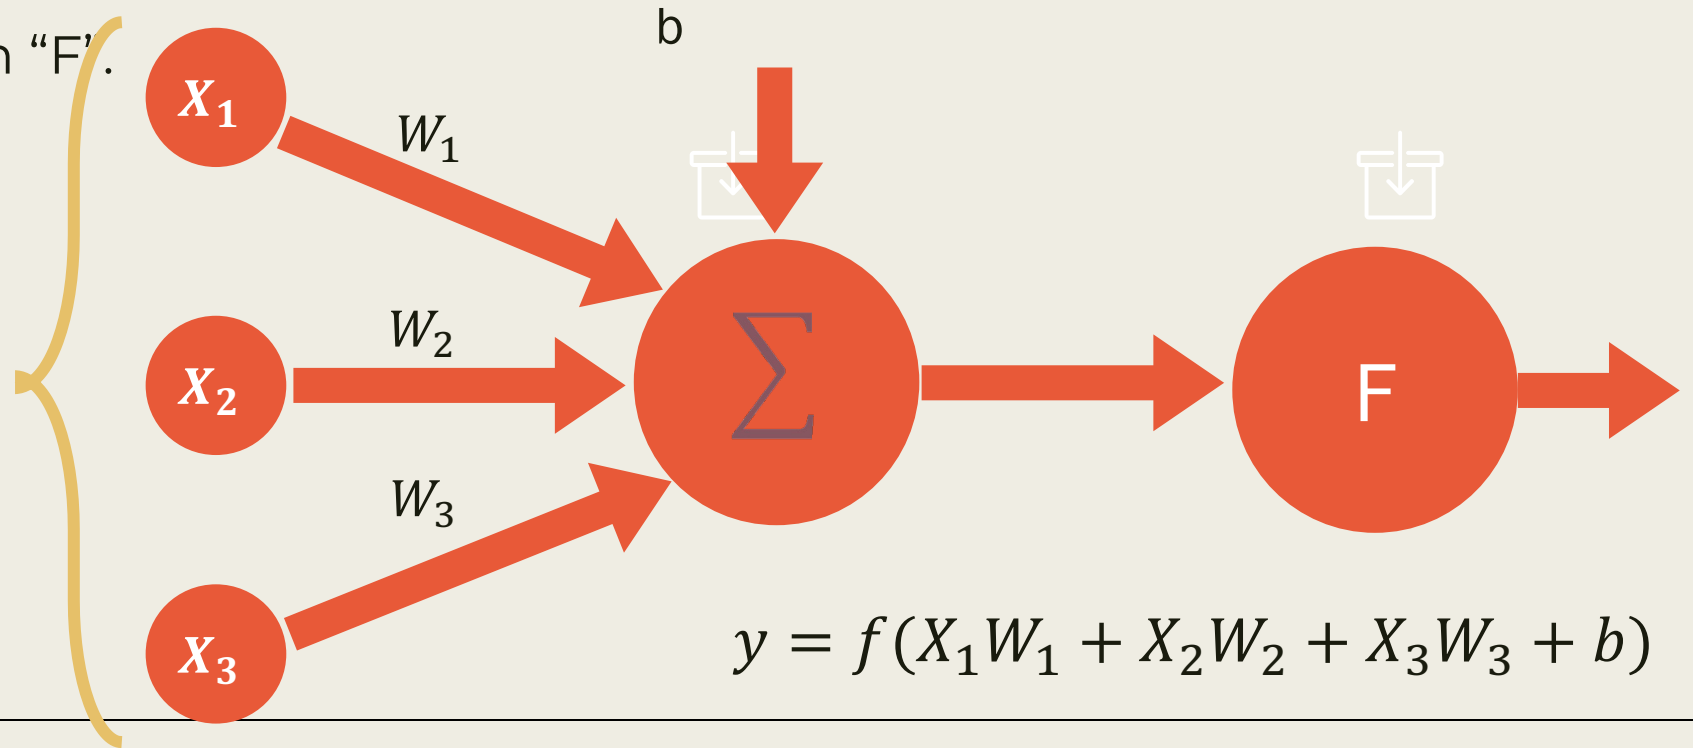 b
n “F”.
X₁
W₁
W₂
X₂
∑
F
W₃
X₃
y = f(X₁W₁ + X₂W₂ + X₃W₃ + b)